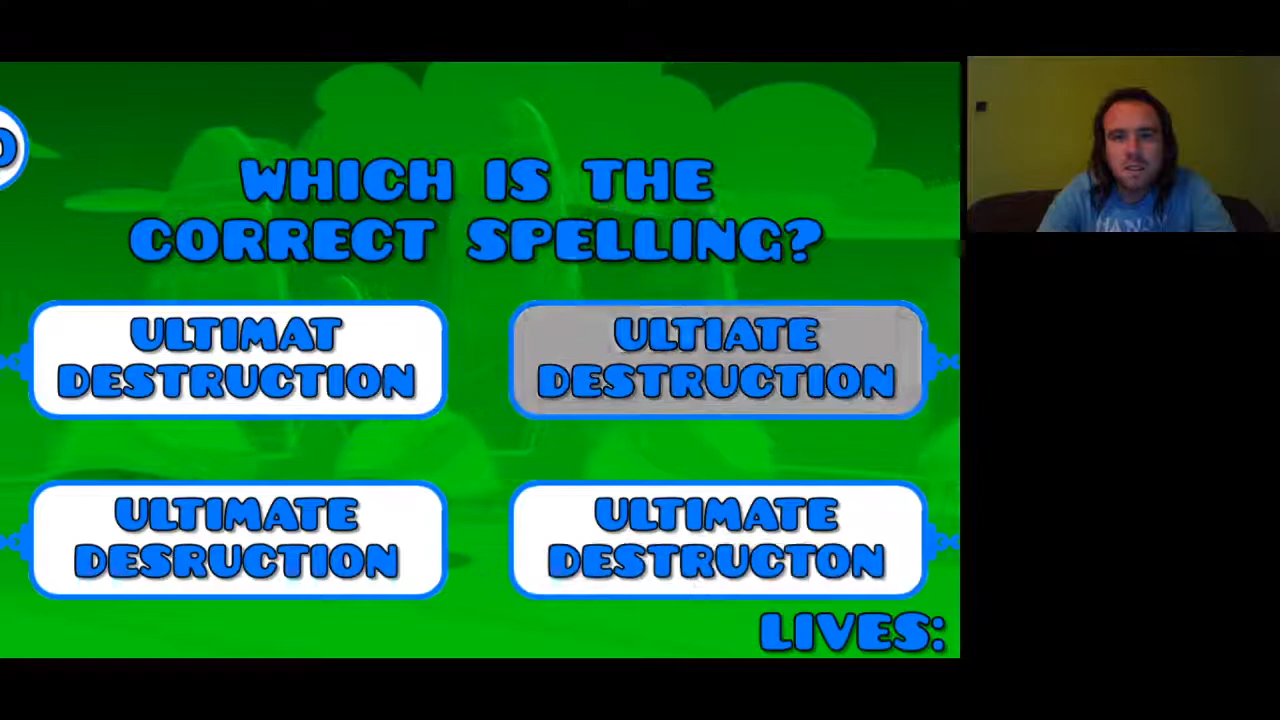 WHICH IS THE
CORRECT SPELLING?
ULTIMAT
DESTRUCTION
ULTIATE
DESTRUCTION
ULTIMATE
DESRUCTION
ULTIMATE
DESTRUCTON
LIVES: